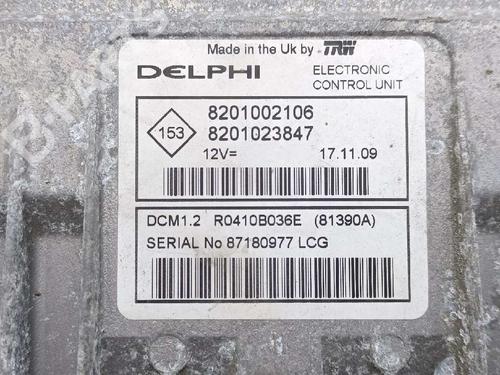 Made in the Uk by TRW
DELPHI
ELECTRONIC
CONTROL UNIT
153
8201002106
8201023847
12V=
17.11.09
DCM1.2 R0410B036E (81390A)
SERIAL No 87180977 LCG